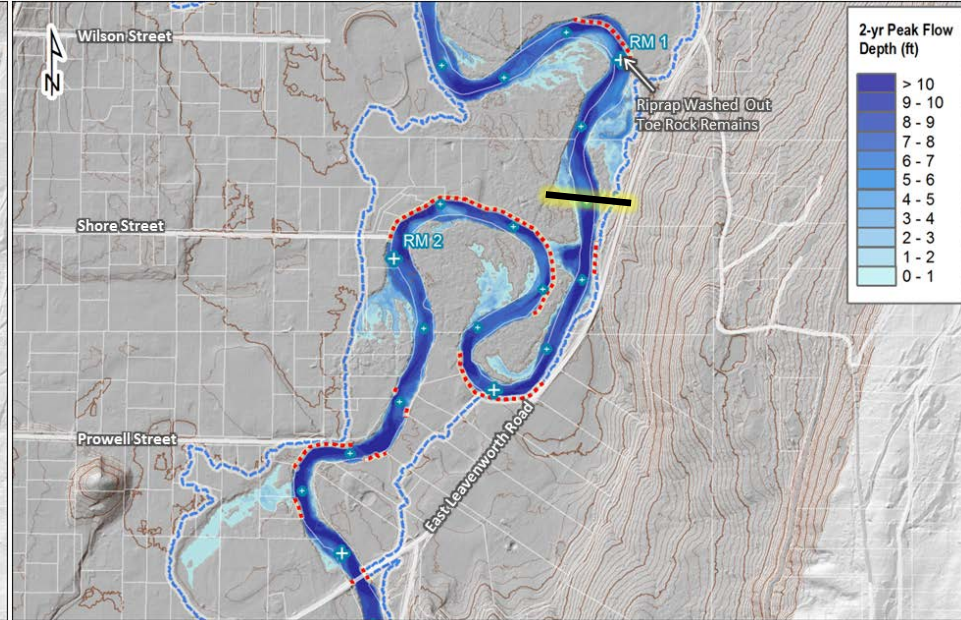 Wilson Street
N
RM 1
Riprap Washed Out
Toe Rock Remains
2-yr Peak Flow
Depth (ft)
> 10
9 - 10
8 - 9
7 - 8
6 - 7
5 - 6
4 - 5
3 - 4
2 - 3
1 - 2
0 - 1
Shore Street
RM 2
Prowell Street
East Leavenworth Road